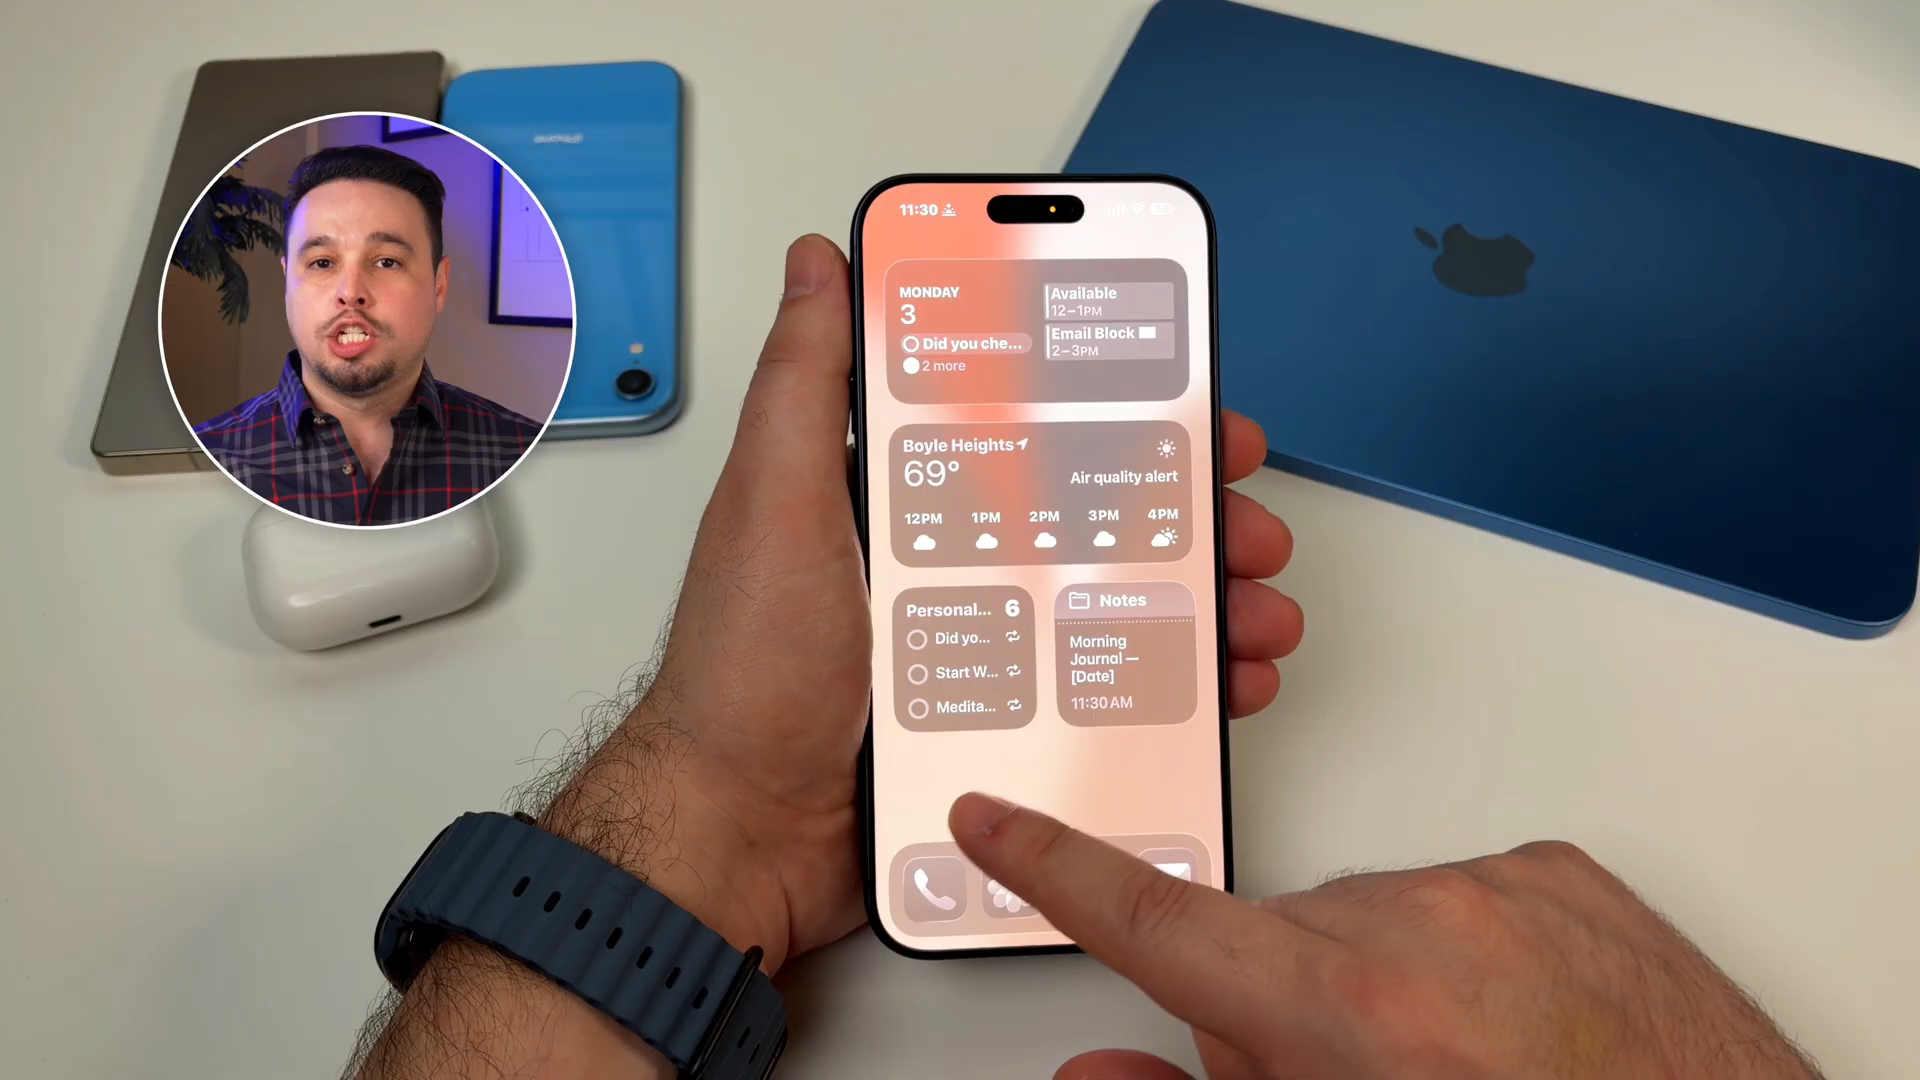 iPhone
11:30
MONDAY
3
Did you che...
2 more
Available
12–1PM
Email Block
2–3PM
Boyle Heights
69°
Air quality alert
12PM 1PM 2PM 3PM 4PM
Personal... 6
Did yo...
Start W...
Medita...
Notes
Morning
Journal —
[Date]
11:30 AM